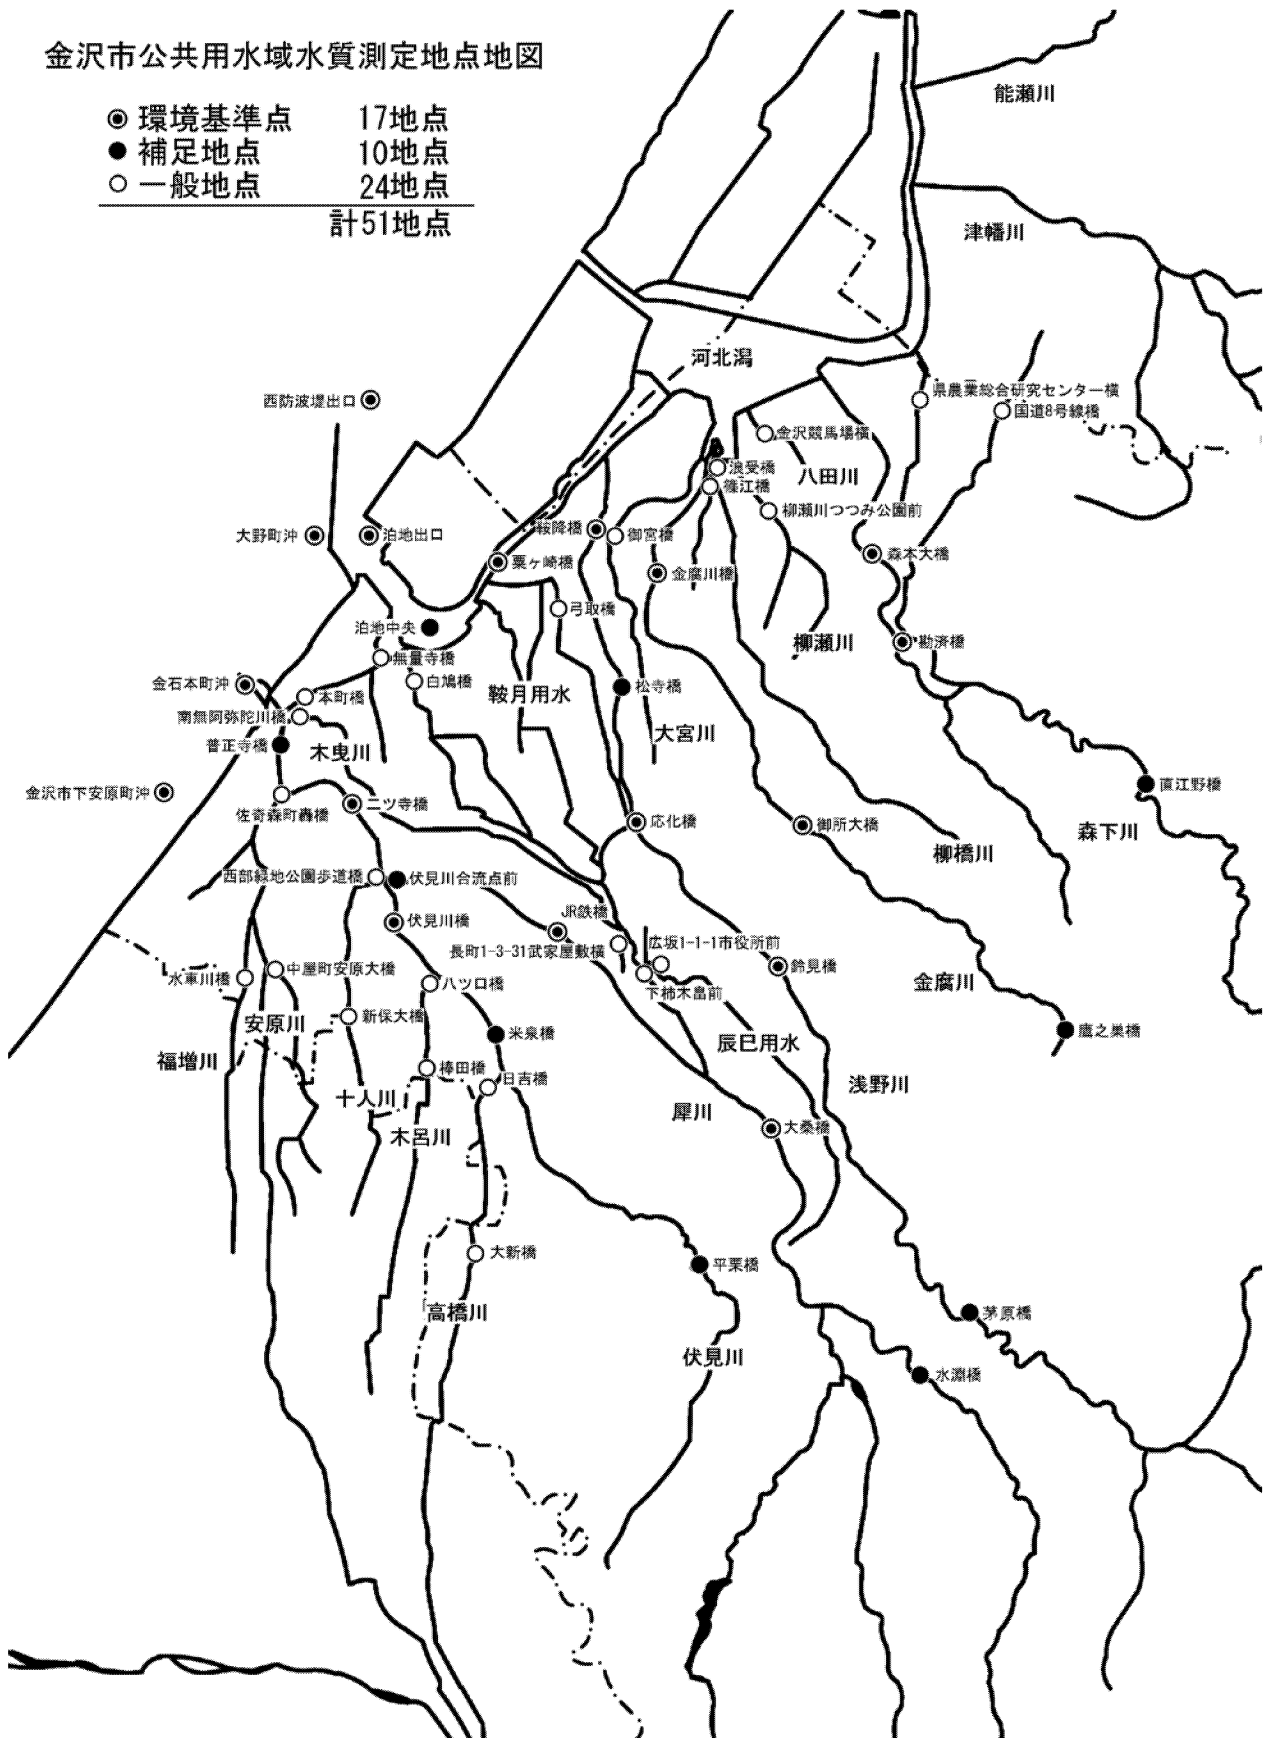 金沢市公共用水域水質測定地点地図
環境基準点 17地点
補足地点 10地点
一般地点 24地点
計51地点
能瀬川
津幡川
河北潟
県農業総合研究センター横
国道8号線橋
西防波堤出口
金沢競馬場横
浪受橋
八田川
篠江橋
柳瀬川つつみ公園前
大野町沖
泊地出口
鞍降橋
御宮橋
森本大橋
粟ヶ崎橋
金腐川橋
弓取橋
泊地中央
柳瀬川
勘済橋
無量寺橋
金石本町沖
白鳩橋
鞍月用水
松寺橋
本町橋
南無阿弥陀川橋
大宮川
普正寺橋
木曳川
直江野橋
金沢市下安原町沖
二ツ寺橋
佐奇森町轟橋
応化橋
御所大橋
森下川
柳橋川
西部緑地公園歩道橋
伏見川合流点前
JR鉄橋
伏見川橋
広坂1-1-1市役所前
長町1-3-31武家屋敷横
鈴見橋
水車川橋
中屋町安原大橋
八ツ口橋
下柿木畠前
金腐川
新保大橋
安原川
米泉橋
鷹之巣橋
辰巳用水
福増川
棒田橋
日吉橋
浅野川
十人川
犀川
大桑橋
木呂川
大新橋
平栗橋
高橋川
茅原橋
伏見川
水淵橋